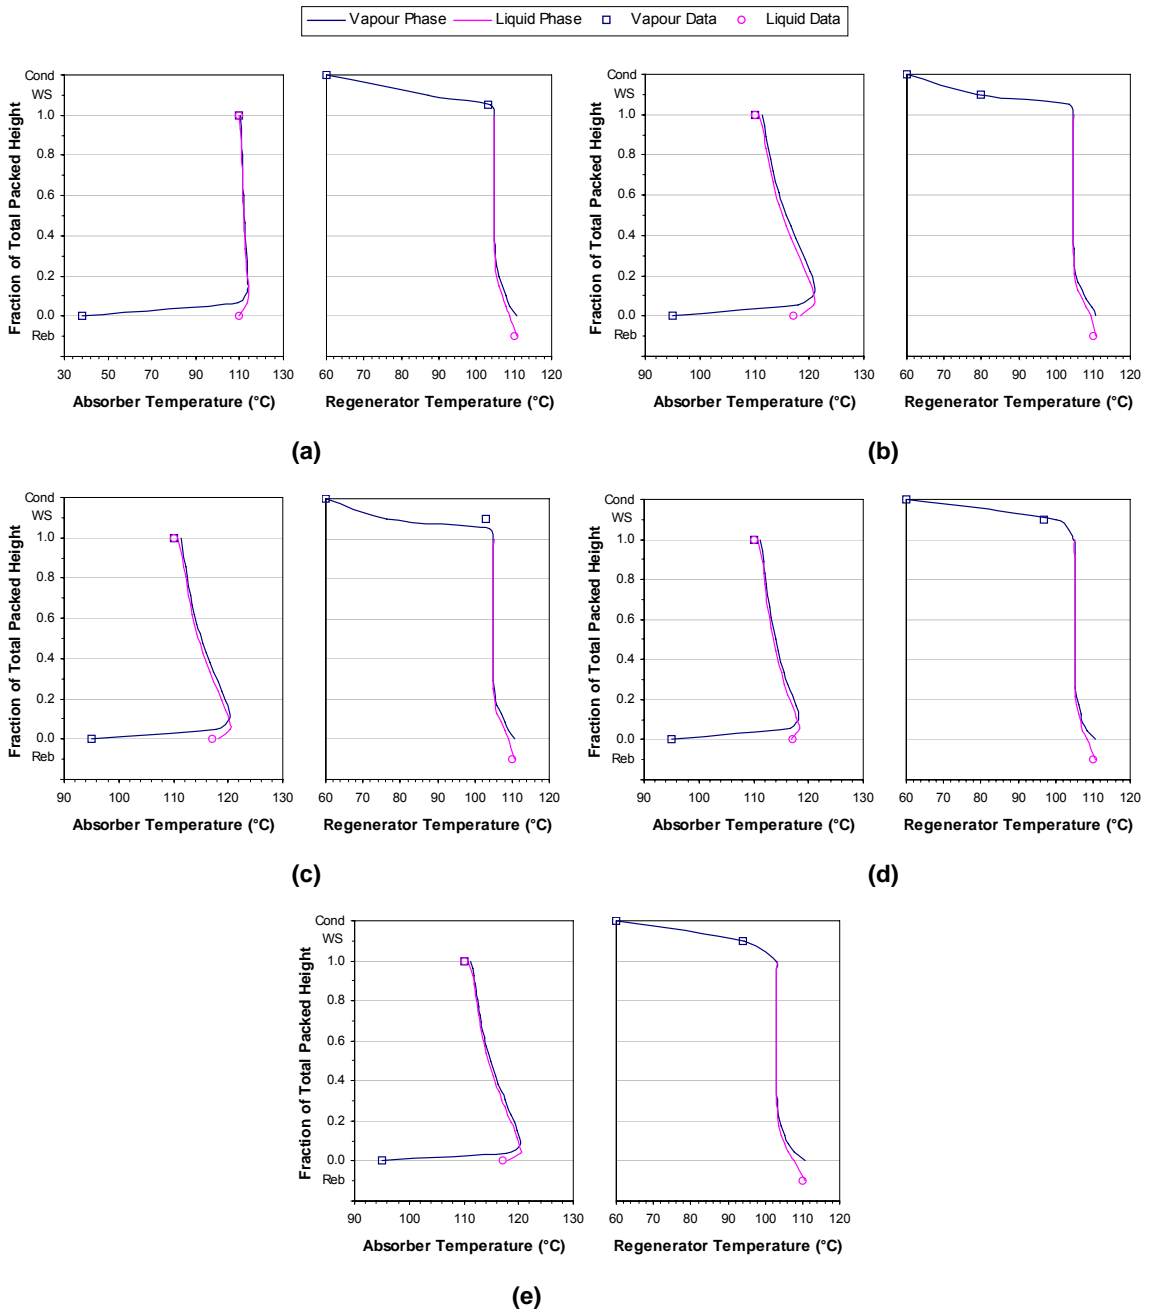 Vapour Phase Liquid Phase Vapour Data Liquid Data
Fraction of Total Packed Height
Cond
WS
1.0
0.8
0.6
0.4
0.2
0.0
Reb
30 50 70 90 110 130
Absorber Temperature (°C)
60 70 80 90 100 110 120
Regenerator Temperature (°C)
(a)
Fraction of Total Packed Height
Cond
WS
1.0
0.8
0.6
0.4
0.2
0.0
Reb
90 100 110 120 130
Absorber Temperature (°C)
60 70 80 90 100 110 120
Regenerator Temperature (°C)
(b)
Fraction of Total Packed Height
Cond
WS
1.0
0.8
0.6
0.4
0.2
0.0
Reb
90 100 110 120 130
Absorber Temperature (°C)
60 70 80 90 100 110 120
Regenerator Temperature (°C)
(c)
Fraction of Total Packed Height
Cond
WS
1.0
0.8
0.6
0.4
0.2
0.0
Reb
90 100 110 120 130
Absorber Temperature (°C)
60 70 80 90 100 110 120
Regenerator Temperature (°C)
(d)
Fraction of Total Packed Height
Cond
WS
1.0
0.8
0.6
0.4
0.2
0.0
Reb
90 100 110 120 130
Absorber Temperature (°C)
60 70 80 90 100 110 120
Regenerator Temperature (°C)
(e)